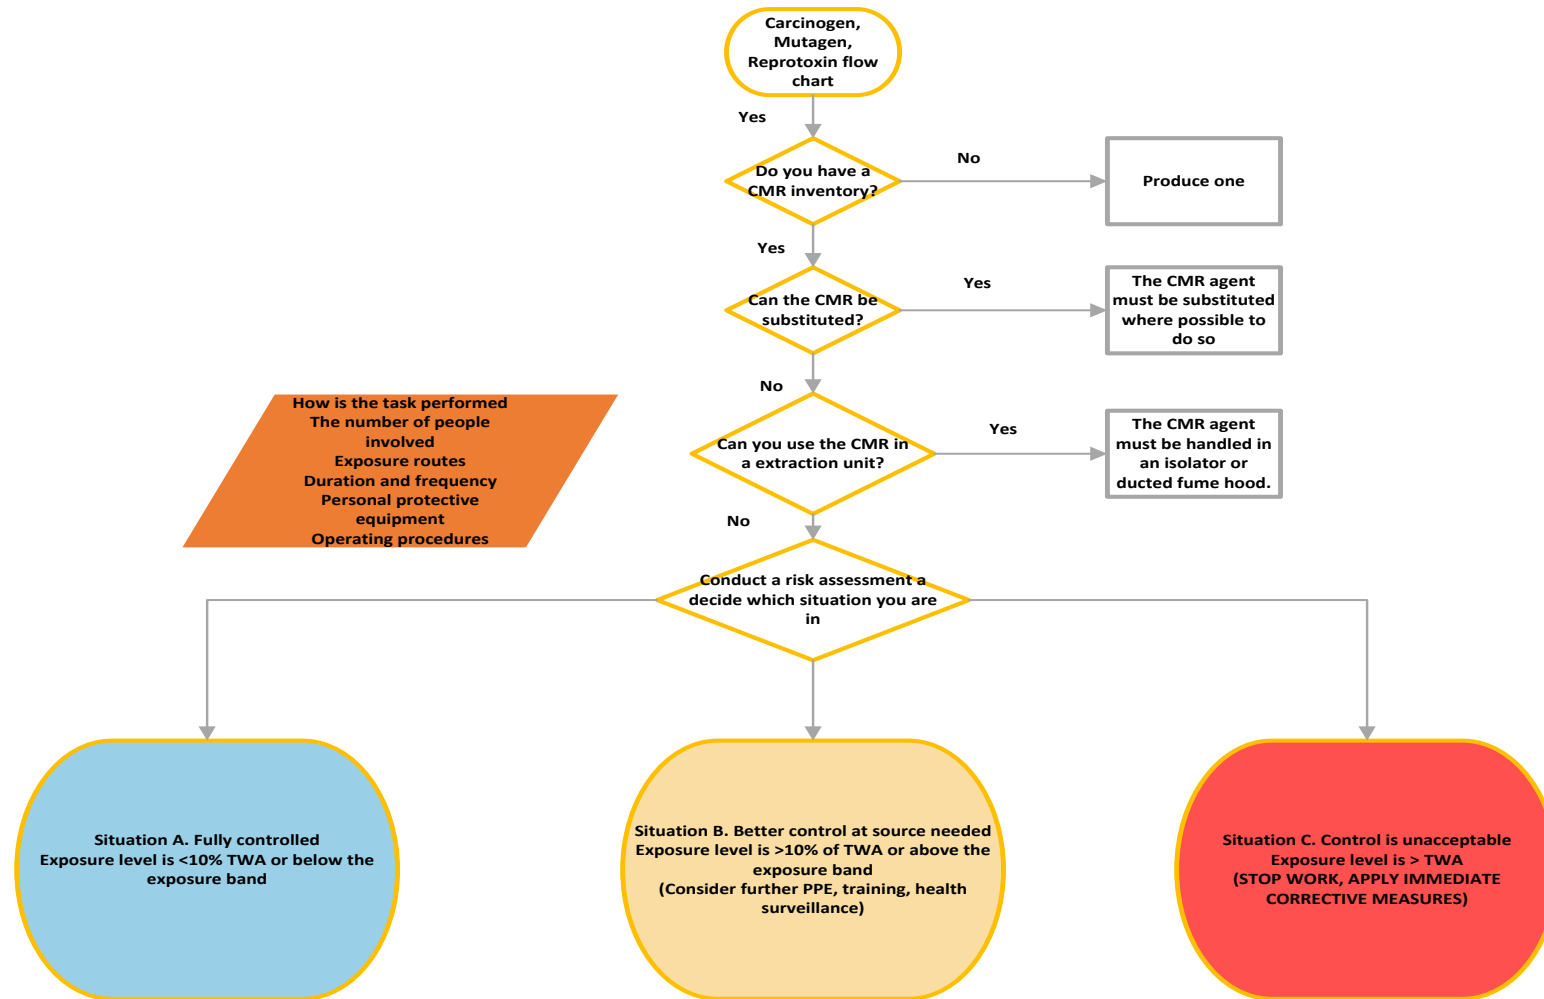 Carcinogen,
Mutagen,
Reprotoxin flow
chart
Yes
Do you have a
CMR inventory?
No
Produce one
Yes
Can the CMR be
substituted?
Yes
The CMR agent
must be substituted
where possible to
do so
No
How is the task performed
The number of people
involved
Exposure routes
Duration and frequency
Personal protective
equipment
Operating procedures
Can you use the CMR in
a extraction unit?
Yes
The CMR agent
must be handled in
an isolator or
ducted fume hood.
No
Conduct a risk assessment a
decide which situation you are
in
Situation A. Fully controlled
Exposure level is <10% TWA or below the
exposure band
Situation B. Better control at source needed
Exposure level is >10% of TWA or above the
exposure band
(Consider further PPE, training, health
surveillance)
Situation C. Control is unacceptable
Exposure level is > TWA
(STOP WORK, APPLY IMMEDIATE
CORRECTIVE MEASURES)